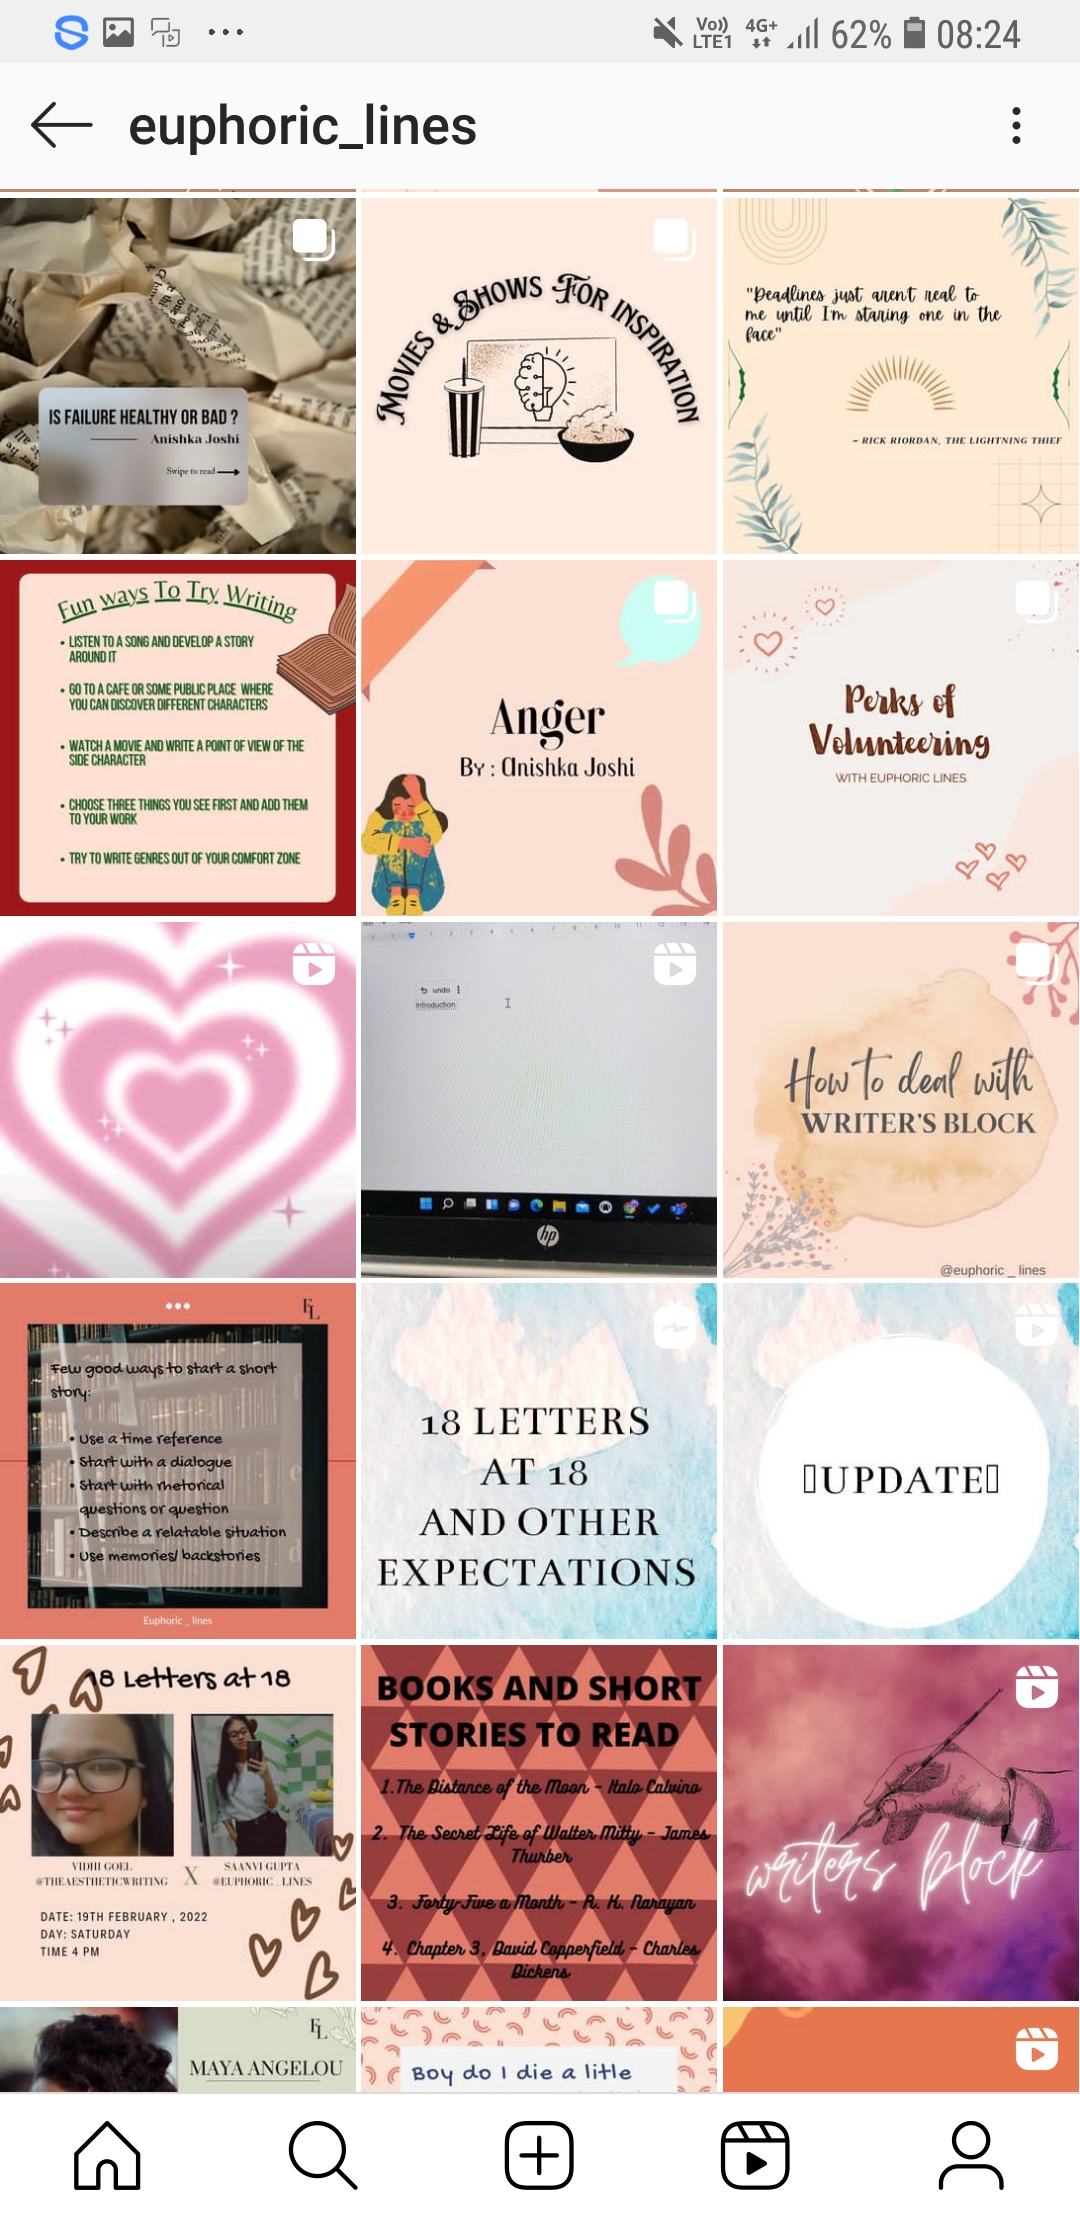 Vo))
LTE1
4G+
62%
08:24
euphoric_lines
IS FAILURE HEALTHY OR BAD ?
Anishka Joshi
Swipe to read
MOVIES & SHOWS FOR INSPIRATION
"Deadlines just aren't real to
me until I'm staring one in the
face"
- RICK RIORDAN, THE LIGHTNING THIEF
Fun ways To Try Writing
• LISTEN TO A SONG AND DEVELOP A STORY
AROUND IT
• GO TO A CAFE OR SOME PUBLIC PLACE WHERE
YOU CAN DISCOVER DIFFERENT CHARACTERS
• WATCH A MOVIE AND WRITE A POINT OF VIEW OF THE
SIDE CHARACTER
• CHOOSE THREE THINGS YOU SEE FIRST AND ADD THEM
TO YOUR WORK
• TRY TO WRITE GENRES OUT OF YOUR COMFORT ZONE
Anger
By : Anishka Joshi
Perks of
Volunteering
WITH EUPHORIC LINES
undo
Introduction
hp
How to deal with
WRITER'S BLOCK
@euphoric _ lines
EL
Few good ways to start a short
story:
• Use a time reference
• Start with a dialogue
• Start with rhetorical
questions or question
• Describe a relatable situation
• Use memories/ backstories
Euphoric _ lines
18 LETTERS
AT 18
AND OTHER
EXPECTATIONS
UPDATE
18 Letters at 18
VIDHI GOEL
@THEAESTHETICWRITING
X
SAANVI GUPTA
@EUPHORIC _ LINES
DATE: 19TH FEBRUARY , 2022
DAY: SATURDAY
TIME 4 PM
BOOKS AND SHORT
STORIES TO READ
1.The Distance of the Moon - Italo Calvino
2. The Secret Life of Walter Mitty - James
Thurber
3. Forty-Five a Month - R. K. Narayan
4. Chapter 3, David Copperfield - Charles
Dickens
writers block
EL
MAYA ANGELOU
Boy do I die a little